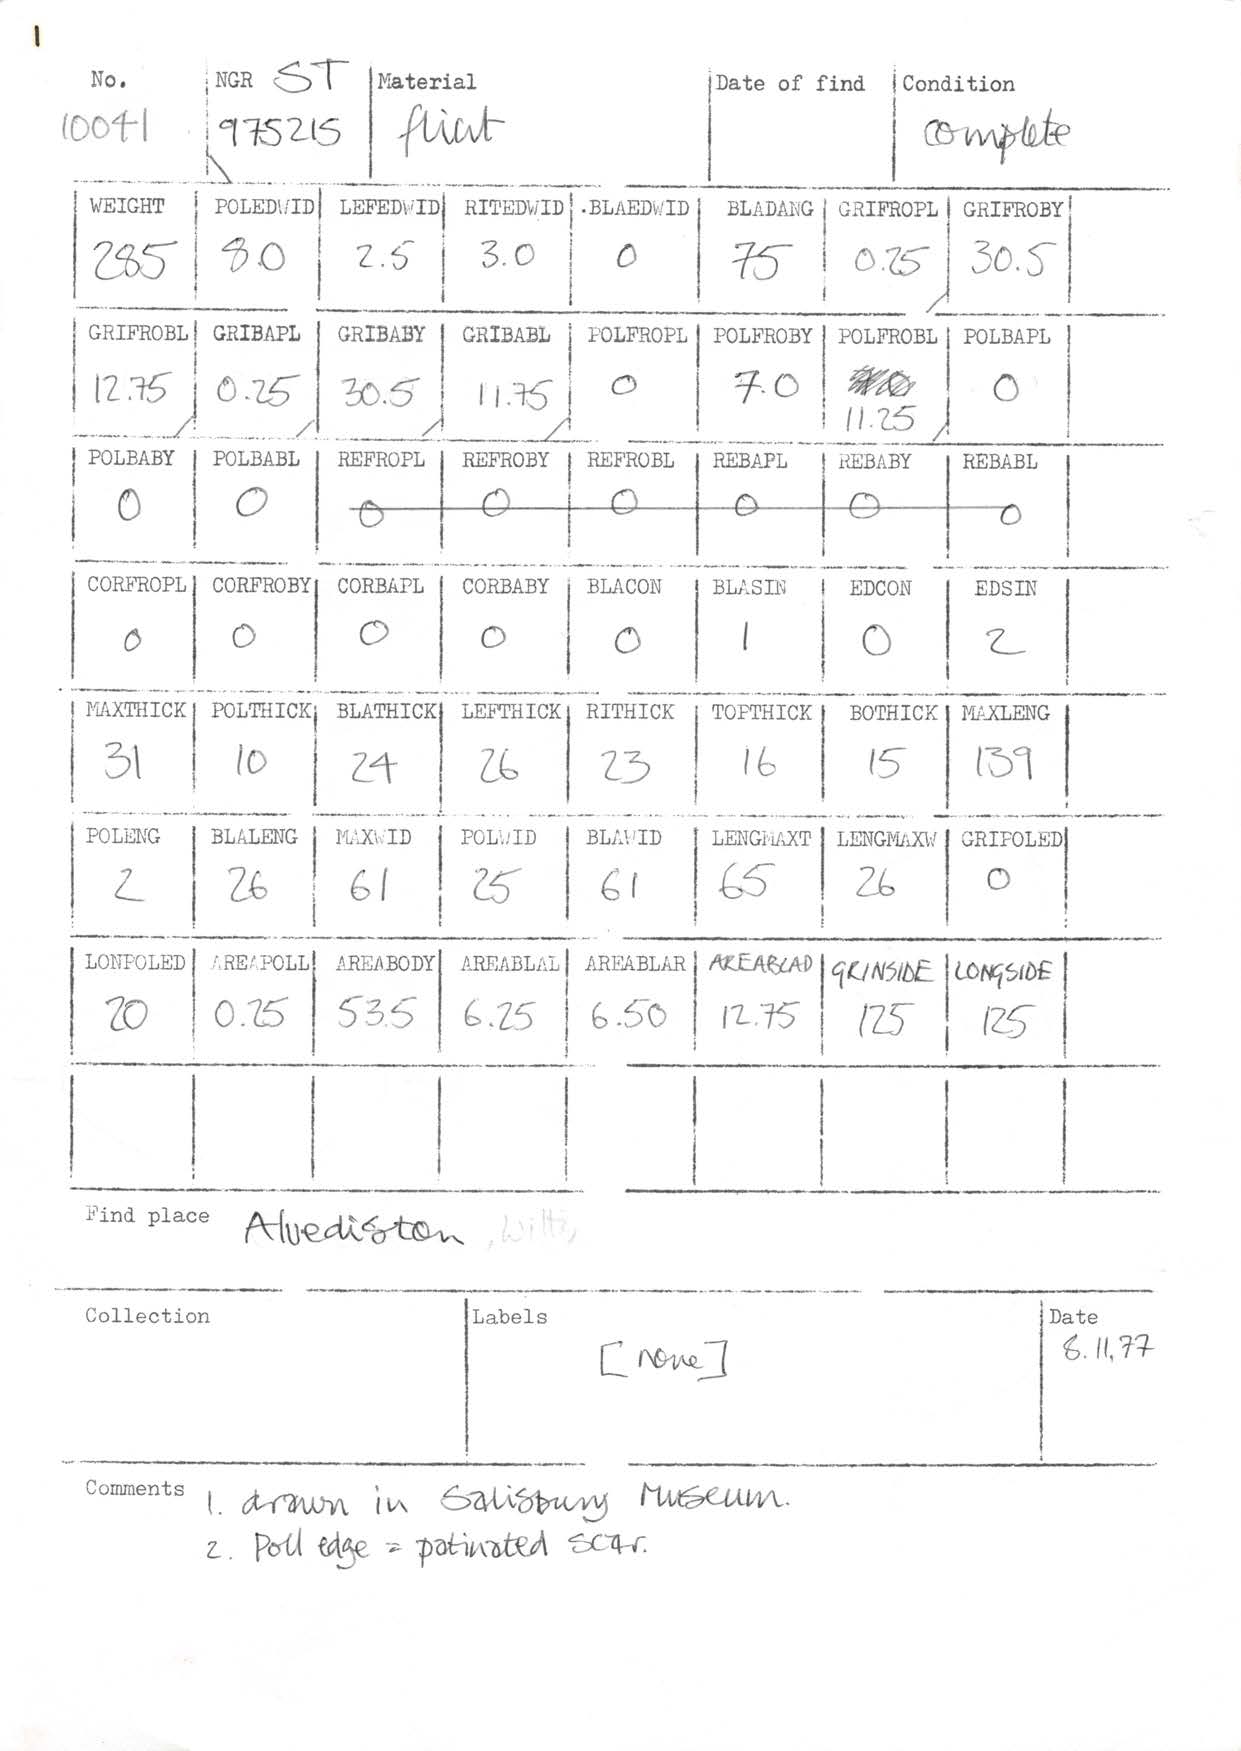 1
No. NGR ST Material Date of find Condition
10041 975215 flint complete
WEIGHT POLEDWID LEFEDWID RITEDWID .BLAEDWID BLADANG GRIFROPL GRIFROBY
285 8.0 2.5 3.0 0 75 0.25 30.5
GRIFROBL GRIBAPL GRIBABY GRIBABL POLFROPL POLFROBY POLFROBL POLBAPL
12.75 0.25 30.5 11.75 0 7.0 11.25 0
POLBABY POLBABL REFROPL REFROBY REFROBL REBAPL REBABY REBABL
0 0 0 0 0 0 0 0
CORFROPL CORFROBY CORBAPL CORBABY BLACON BLASIN EDCON EDSIN
0 0 0 0 0 1 0 2
MAXTHICK POLTHICK BLATHICK LEFTHICK RITHICK TOPTHICK BOTHICK MAXLENG
31 10 24 26 23 16 15 139
POLENG BLALENG MAXWID POLWID BLAWID LENGMAXT LENGMAXW GRIPOLED
2 26 61 25 61 65 26 0
LONPOLED AREAPOLL AREABODY AREABLAL AREABLAR AREABLAD GRINSIDE LONGSIDE
20 0.25 53.5 6.25 6.50 12.75 125 125
Find place Alvediston, Wilts,
Collection Labels Date
[none] 8.11.77
Comments 1. drawn in Salisbury Museum.
2. Poll edge = patinated scar.